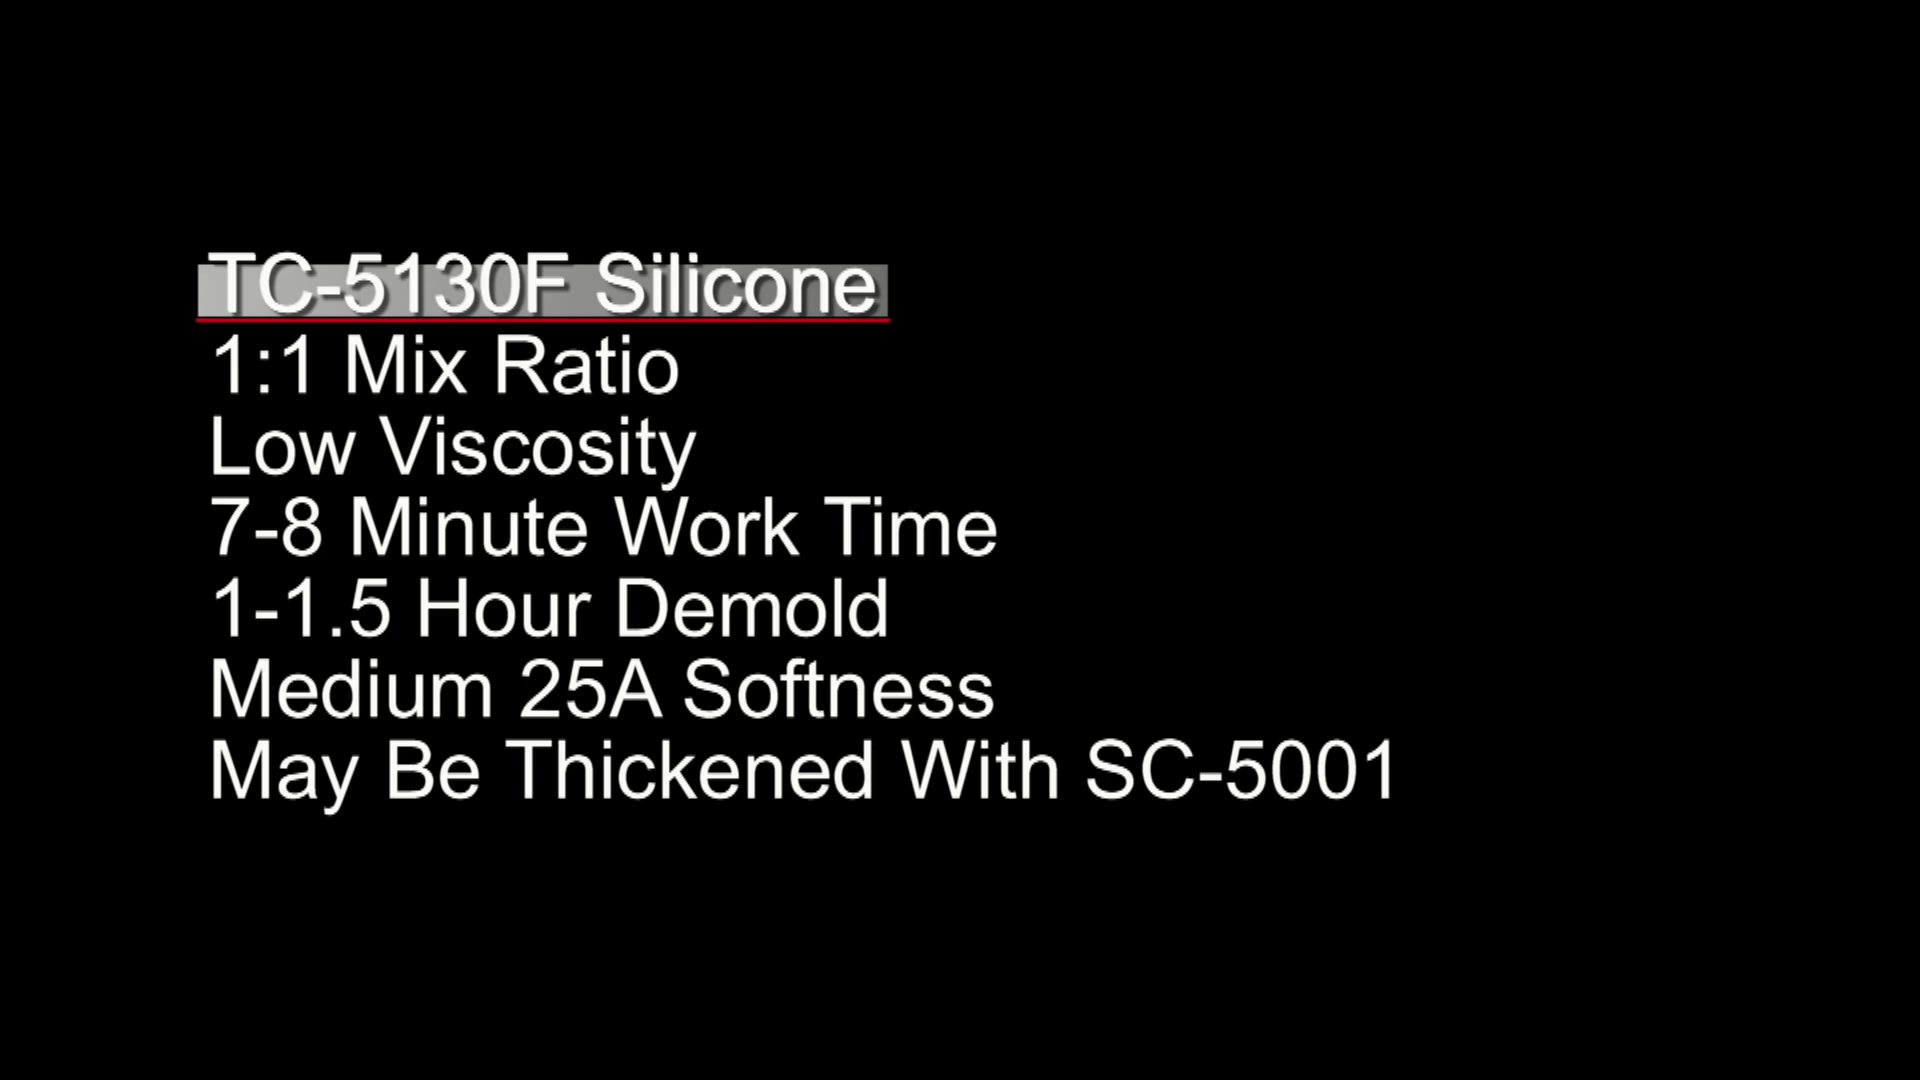 TC-5130F Silicone
1:1 Mix Ratio
Low Viscosity
7-8 Minute Work Time
1-1.5 Hour Demold
Medium 25A Softness
May Be Thickened With SC-5001